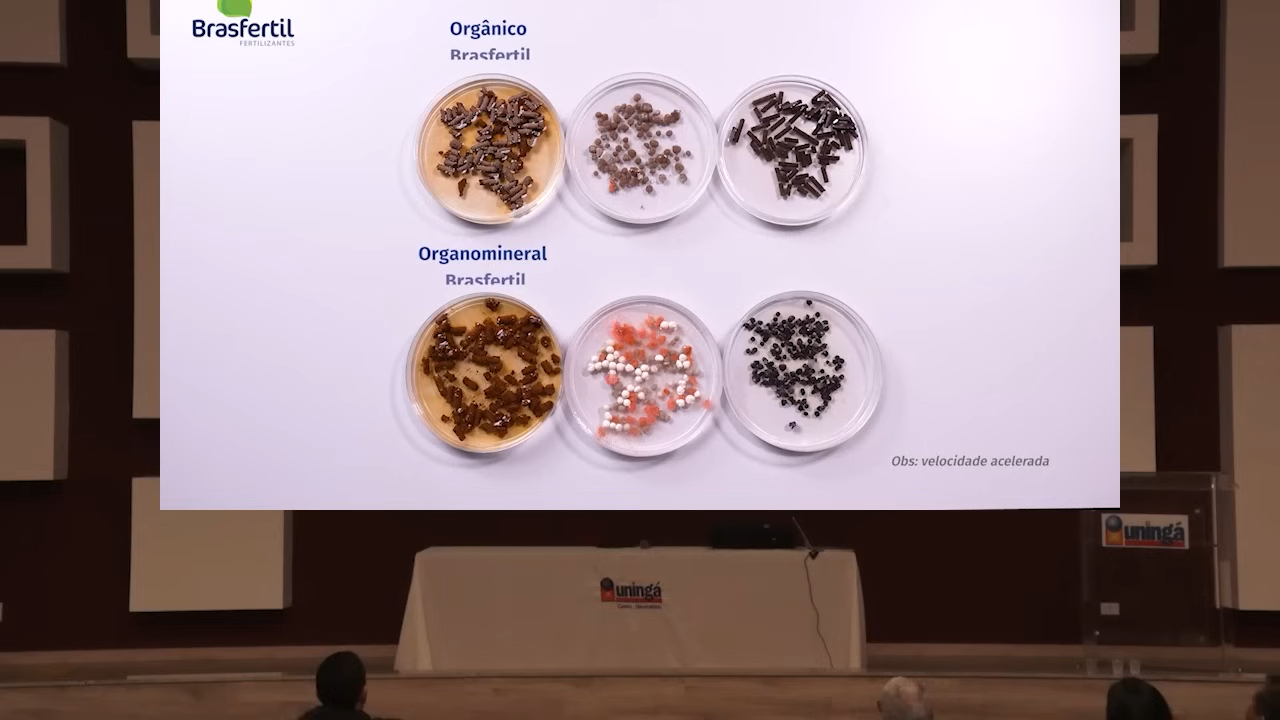 Brasfertil
FERTILIZANTES
Orgânico
Brasfertil
Organomineral
Brasfertil
Obs: velocidade acelerada
uningá
uningá